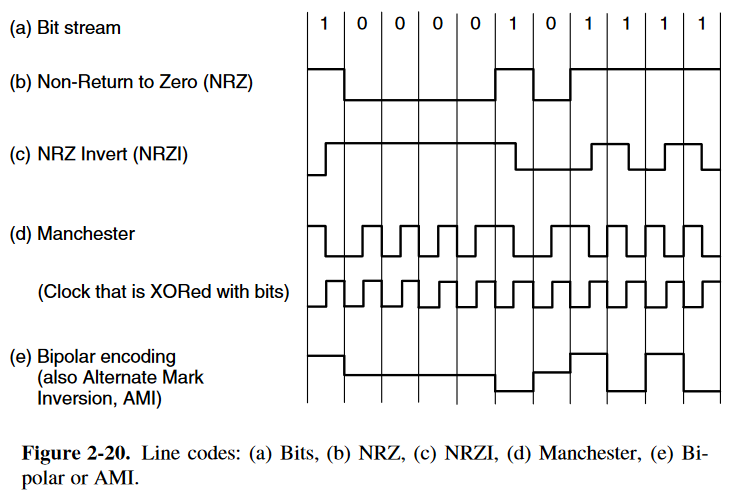 (a) Bit stream 1 0 0 0 0 1 0 1 1 1 1
(b) Non-Return to Zero (NRZ)
(c) NRZ Invert (NRZI)
(d) Manchester
(Clock that is XORed with bits)
(e) Bipolar encoding
(also Alternate Mark
Inversion, AMI)
Figure 2-20. Line codes: (a) Bits, (b) NRZ, (c) NRZI, (d) Manchester, (e) Bi-
polar or AMI.